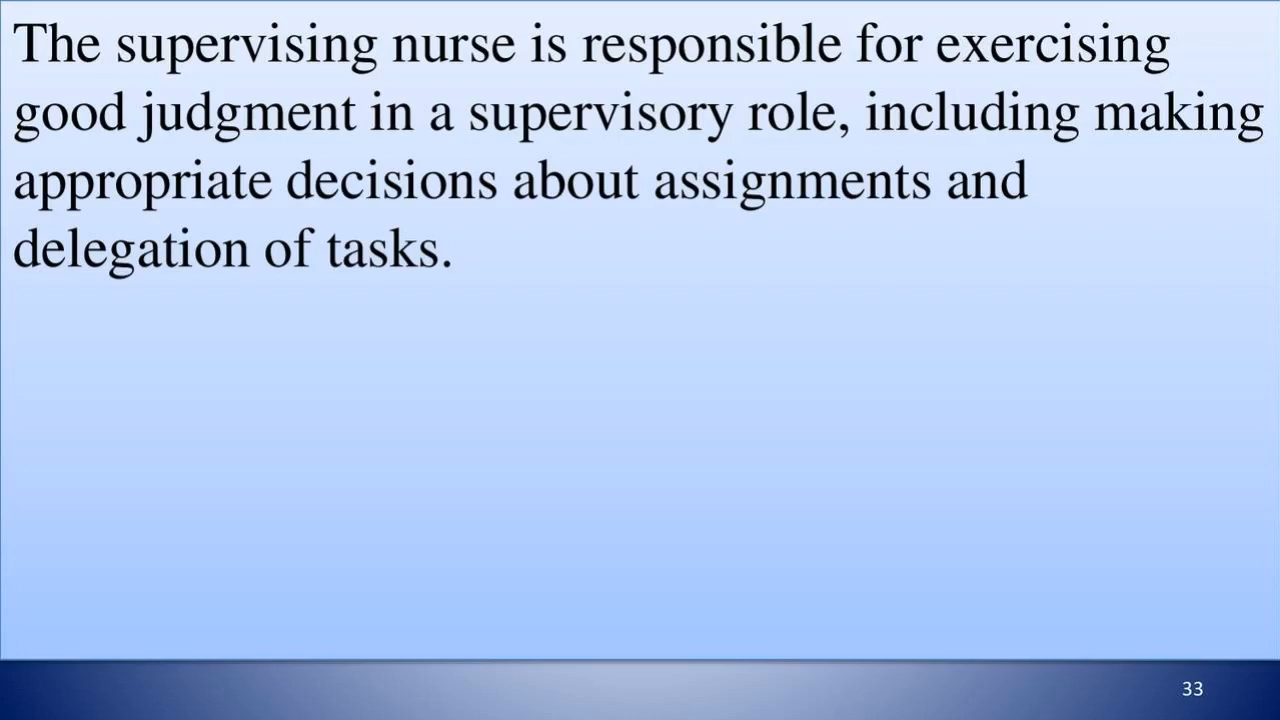 The supervising nurse is responsible for exercising
good judgment in a supervisory role, including making
appropriate decisions about assignments and
delegation of tasks.
33